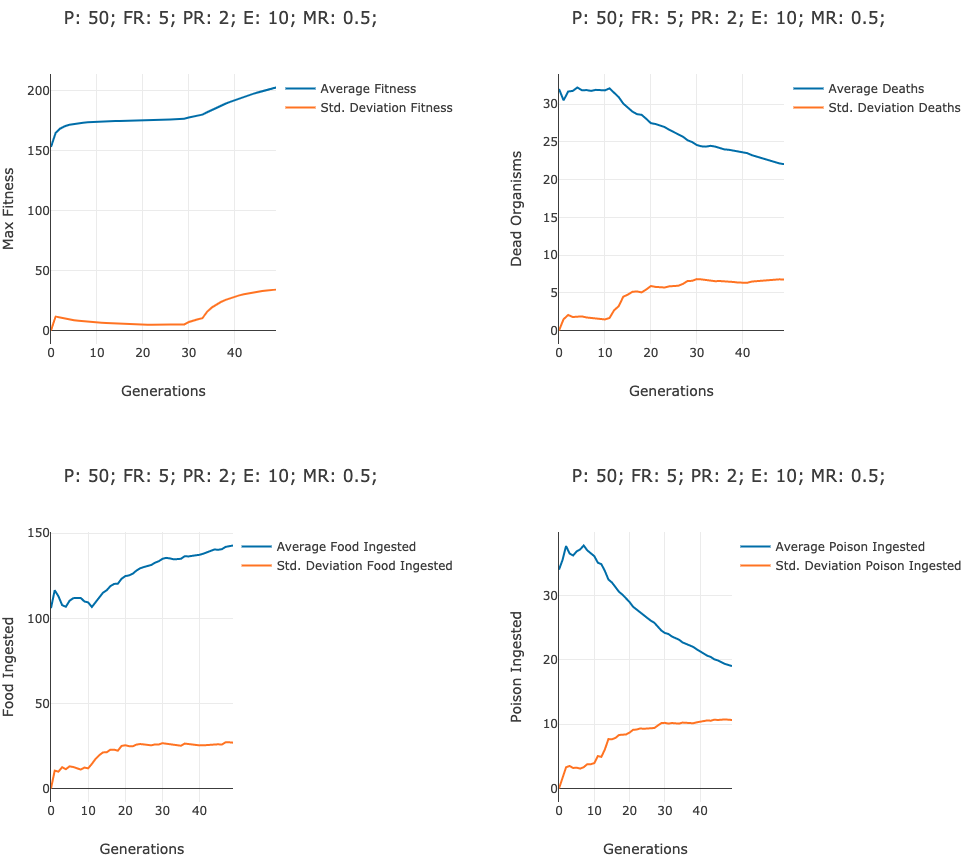 P: 50; FR: 5; PR: 2; E: 10; MR: 0.5;
200
150
100
50
0
Max Fitness
0 10 20 30 40
Generations
Average Fitness
Std. Deviation Fitness
P: 50; FR: 5; PR: 2; E: 10; MR: 0.5;
30
25
20
15
10
5
0
Dead Organisms
0 10 20 30 40
Generations
Average Deaths
Std. Deviation Deaths
P: 50; FR: 5; PR: 2; E: 10; MR: 0.5;
150
100
50
0
Food Ingested
0 10 20 30 40
Generations
Average Food Ingested
Std. Deviation Food Ingested
P: 50; FR: 5; PR: 2; E: 10; MR: 0.5;
30
20
10
0
Poison Ingested
0 10 20 30 40
Generations
Average Poison Ingested
Std. Deviation Poison Ingested